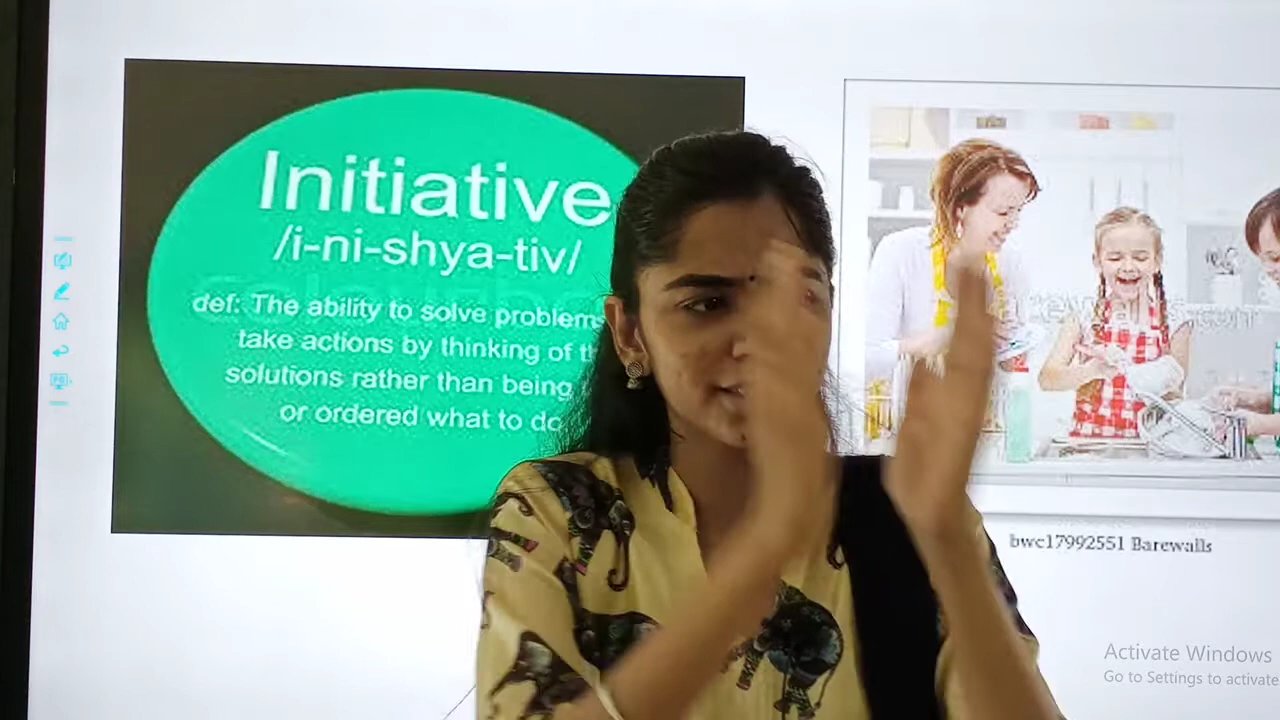 Initiative
/i-ni-shya-tiv/
def: The ability to solve problems
take actions by thinking of
solutions rather than being
or ordered what to do
bwc17992551 Barewalls
Activate Windows
Go to Settings to activate